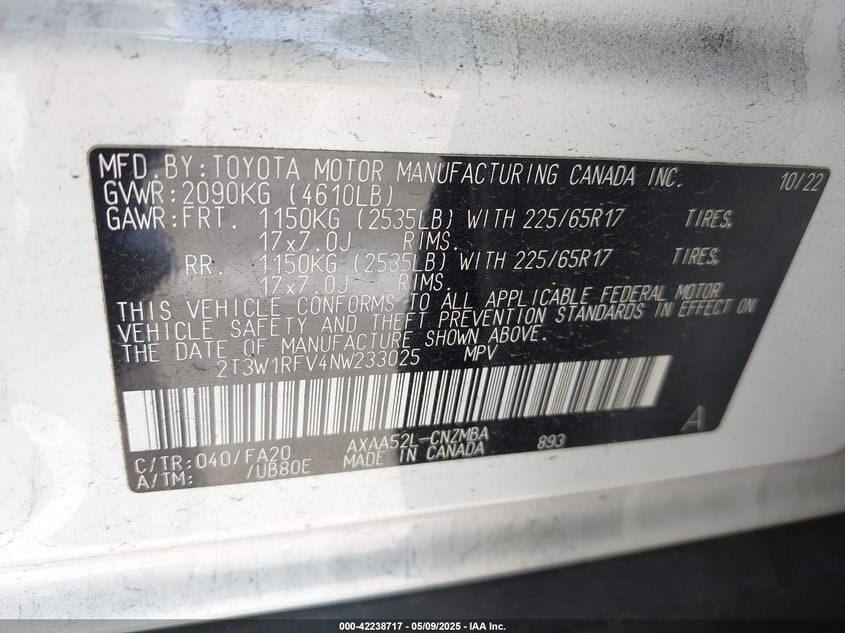 MFD.BY:TOYOTA MOTOR MANUFACTURING CANADA INC. 10/22
GVWR:2090KG (4610LB)
GAWR:FRT. 1150KG (2535LB) WITH 225/65R17 TIRES,
17x7.0J RIMS.
RR. 1150KG (2535LB) WITH 225/65R17 TIRES,
17x7.0J RIMS.
THIS VEHICLE CONFORMS TO ALL APPLICABLE FEDERAL MOTOR
VEHICLE SAFETY AND THEFT PREVENTION STANDARDS IN EFFECT ON
THE DATE OF MANUFACTURE SHOWN ABOVE.
2T3W1RFV4NW233025 MPV
A
C/TR:040/FA20 AXAA52L-CNZMBA 893
A/TM: /UB80E MADE IN CANADA
000-42238717 - 05/09/2025 - IAA Inc.